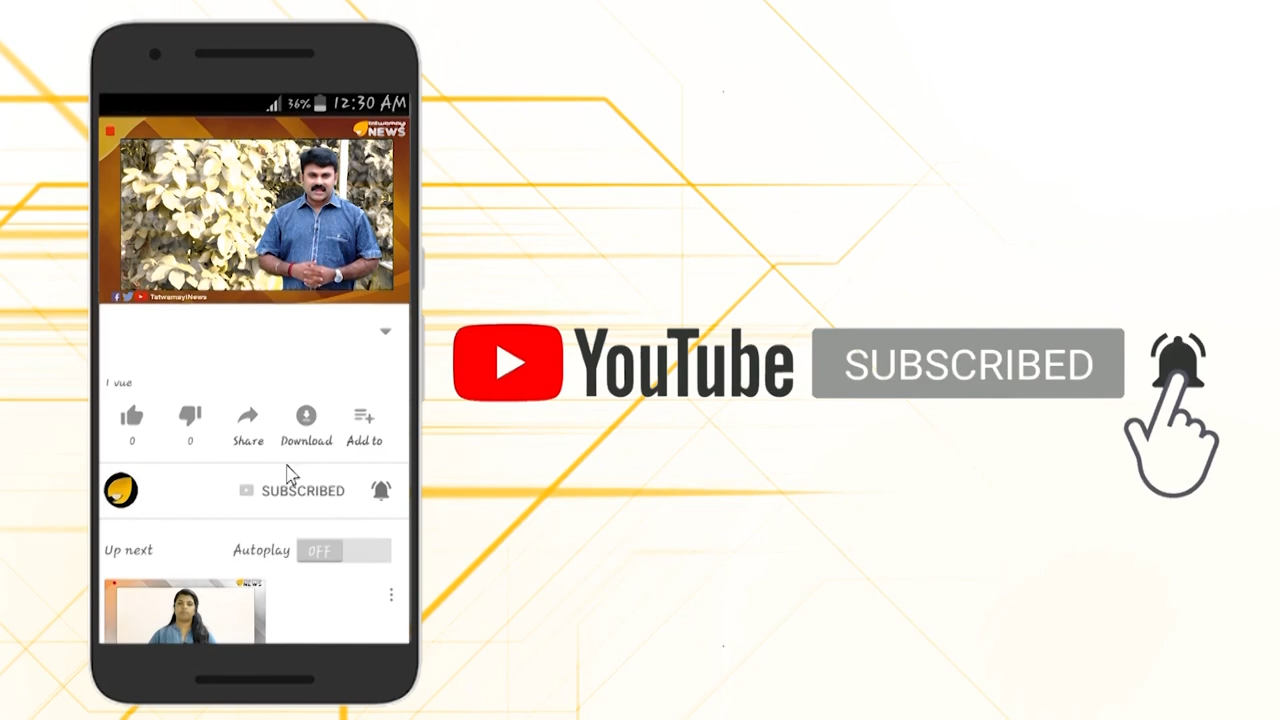 36% 12:30 AM
Tatwamayi
NEWS
TatwamayiNews
1 vue
0 0 Share Download Add to
SUBSCRIBED
Up next Autoplay OFF
NEWS
YouTube SUBSCRIBED